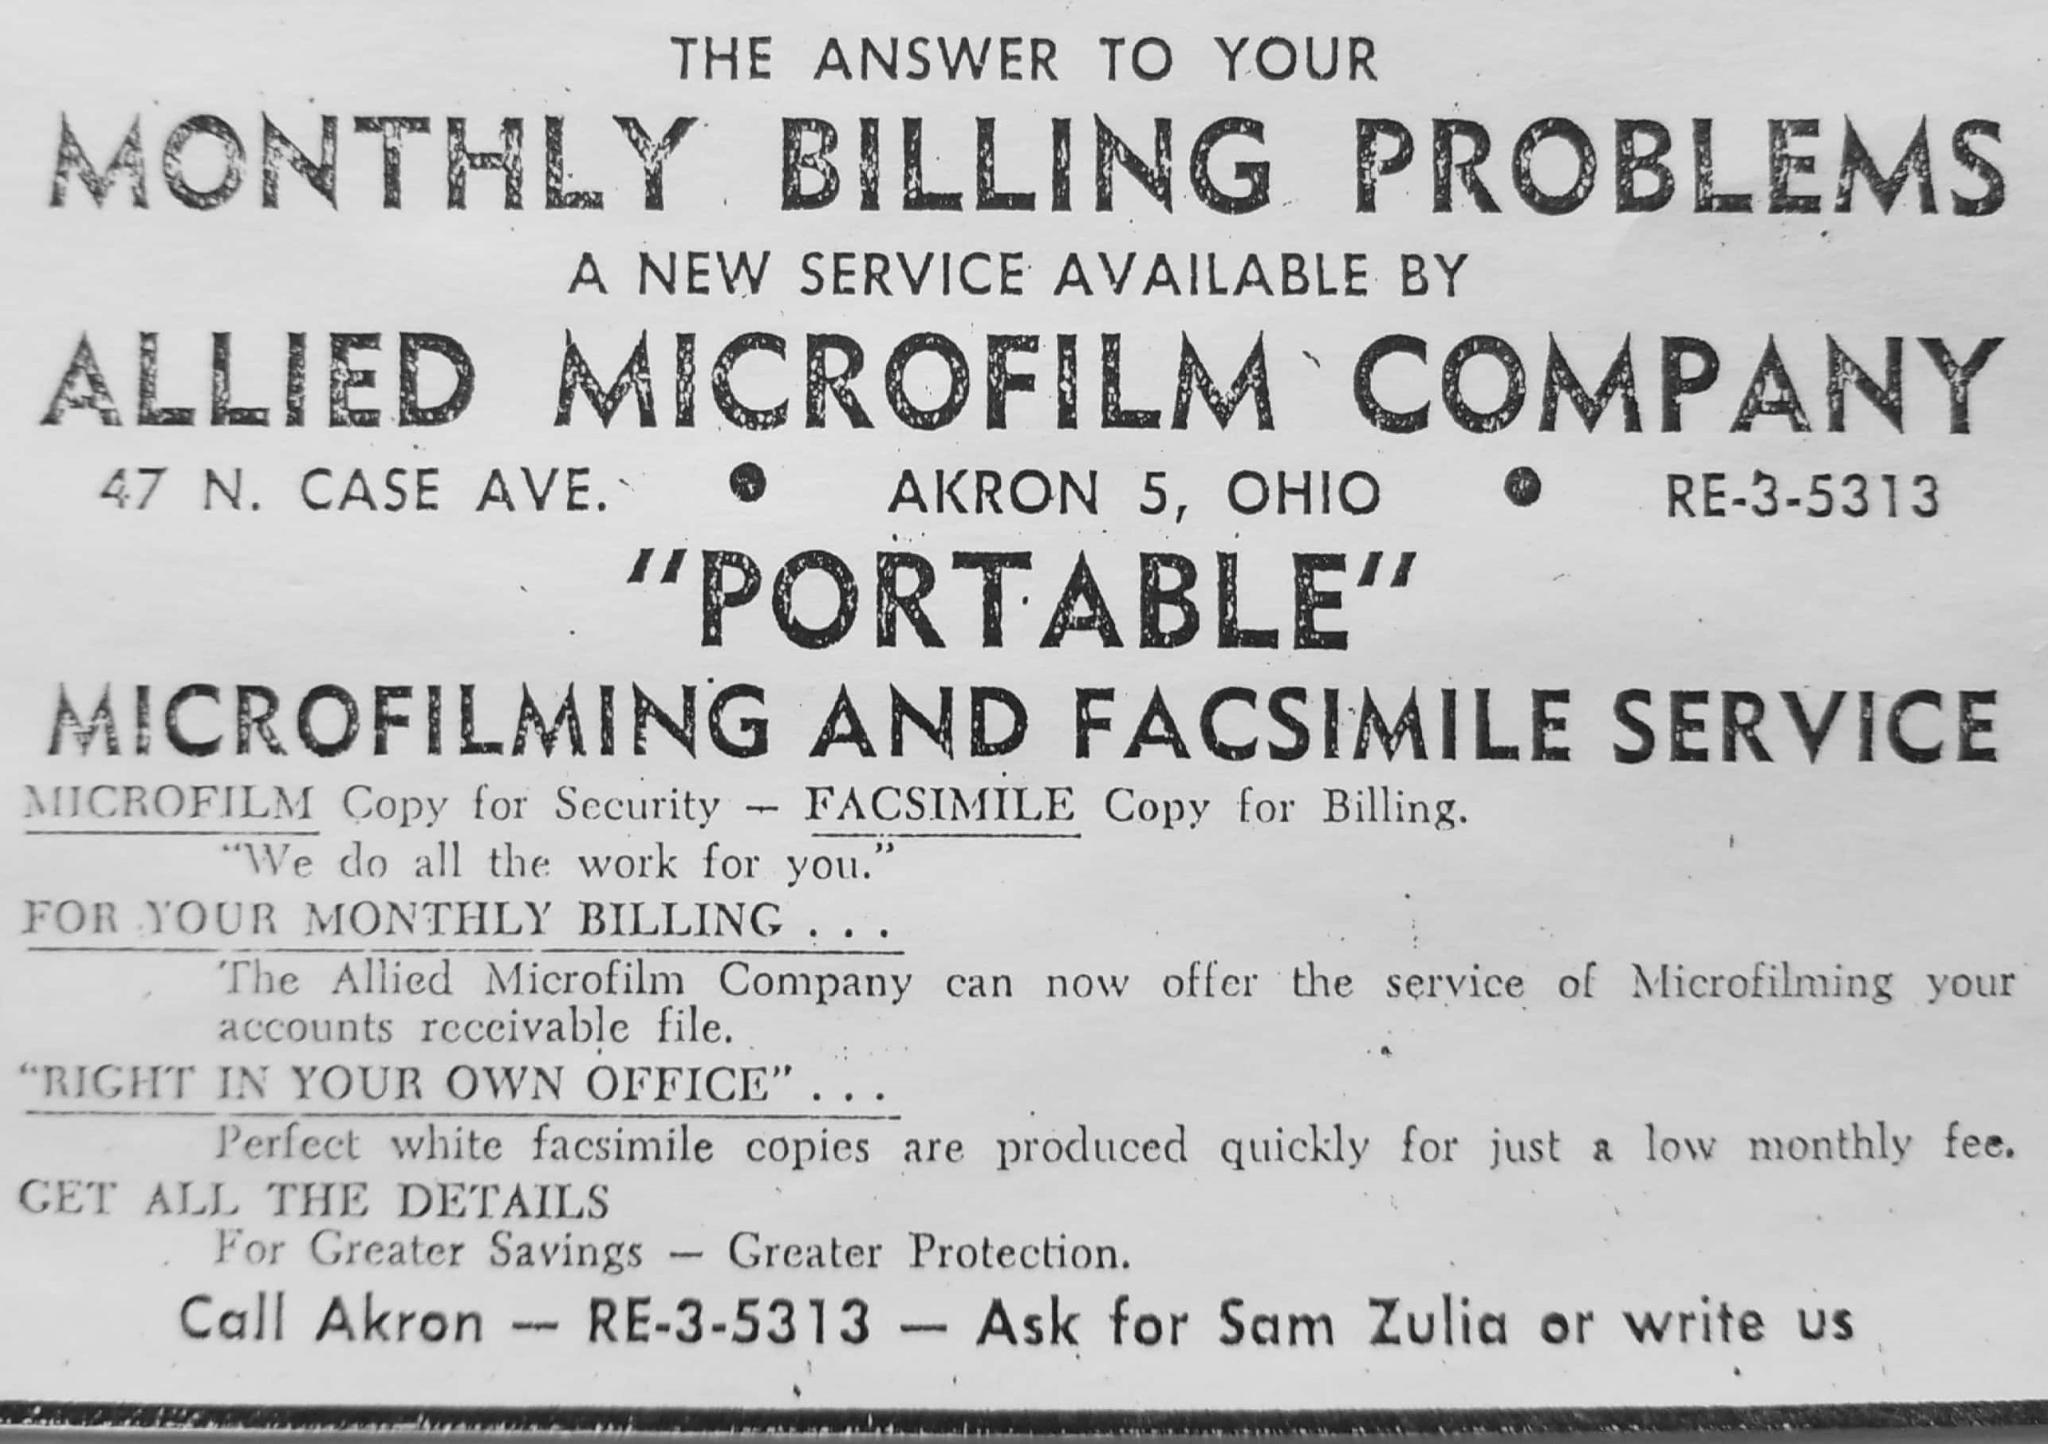 THE ANSWER TO YOUR
MONTHLY BILLING PROBLEMS
A NEW SERVICE AVAILABLE BY
ALLIED MICROFILM COMPANY
47 N. CASE AVE. • AKRON 5, OHIO • RE-3-5313
"PORTABLE"
MICROFILMING AND FACSIMILE SERVICE
MICROFILM Copy for Security — FACSIMILE Copy for Billing.
"We do all the work for you."
FOR YOUR MONTHLY BILLING . . .
The Allied Microfilm Company can now offer the service of Microfilming your
accounts receivable file.
"RIGHT IN YOUR OWN OFFICE" . . .
Perfect white facsimile copies are produced quickly for just a low monthly fee.
GET ALL THE DETAILS
For Greater Savings — Greater Protection.
Call Akron — RE-3-5313 — Ask for Sam Zulia or write us